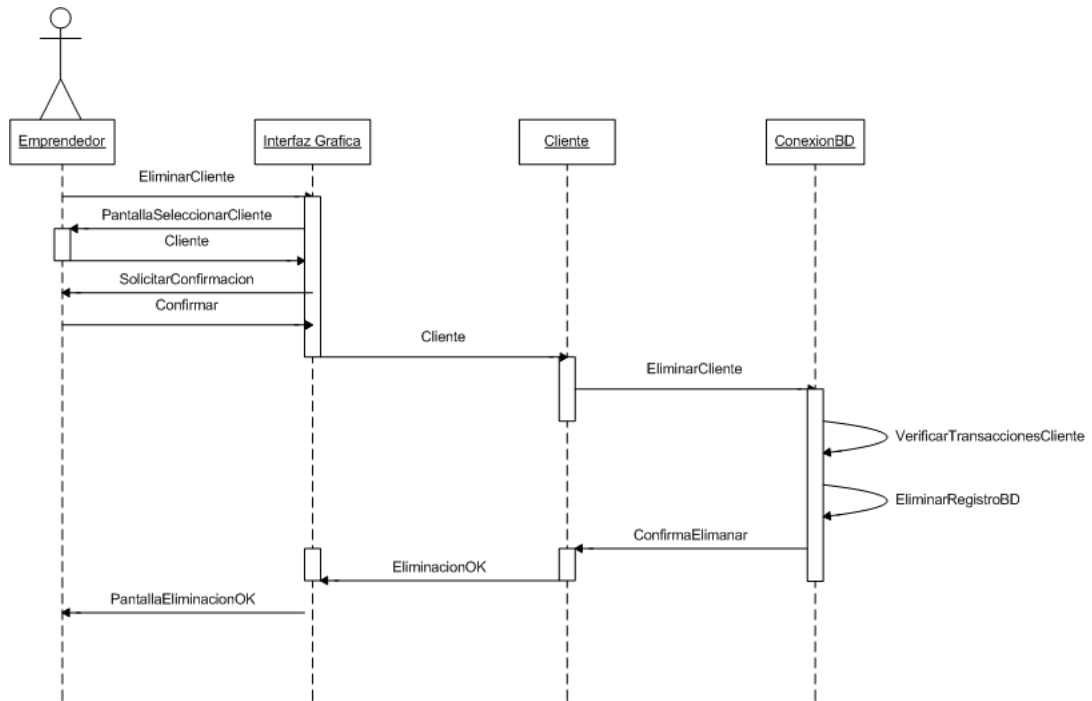 Emprendedor
Interfaz Grafica
Cliente
ConexionBD
EliminarCliente
PantallaSeleccionarCliente
Cliente
SolicitarConfirmacion
Confirmar
Cliente
EliminarCliente
VerificarTransaccionesCliente
EliminarRegistroBD
ConfirmaElimanar
EliminacionOK
PantallaEliminacionOK